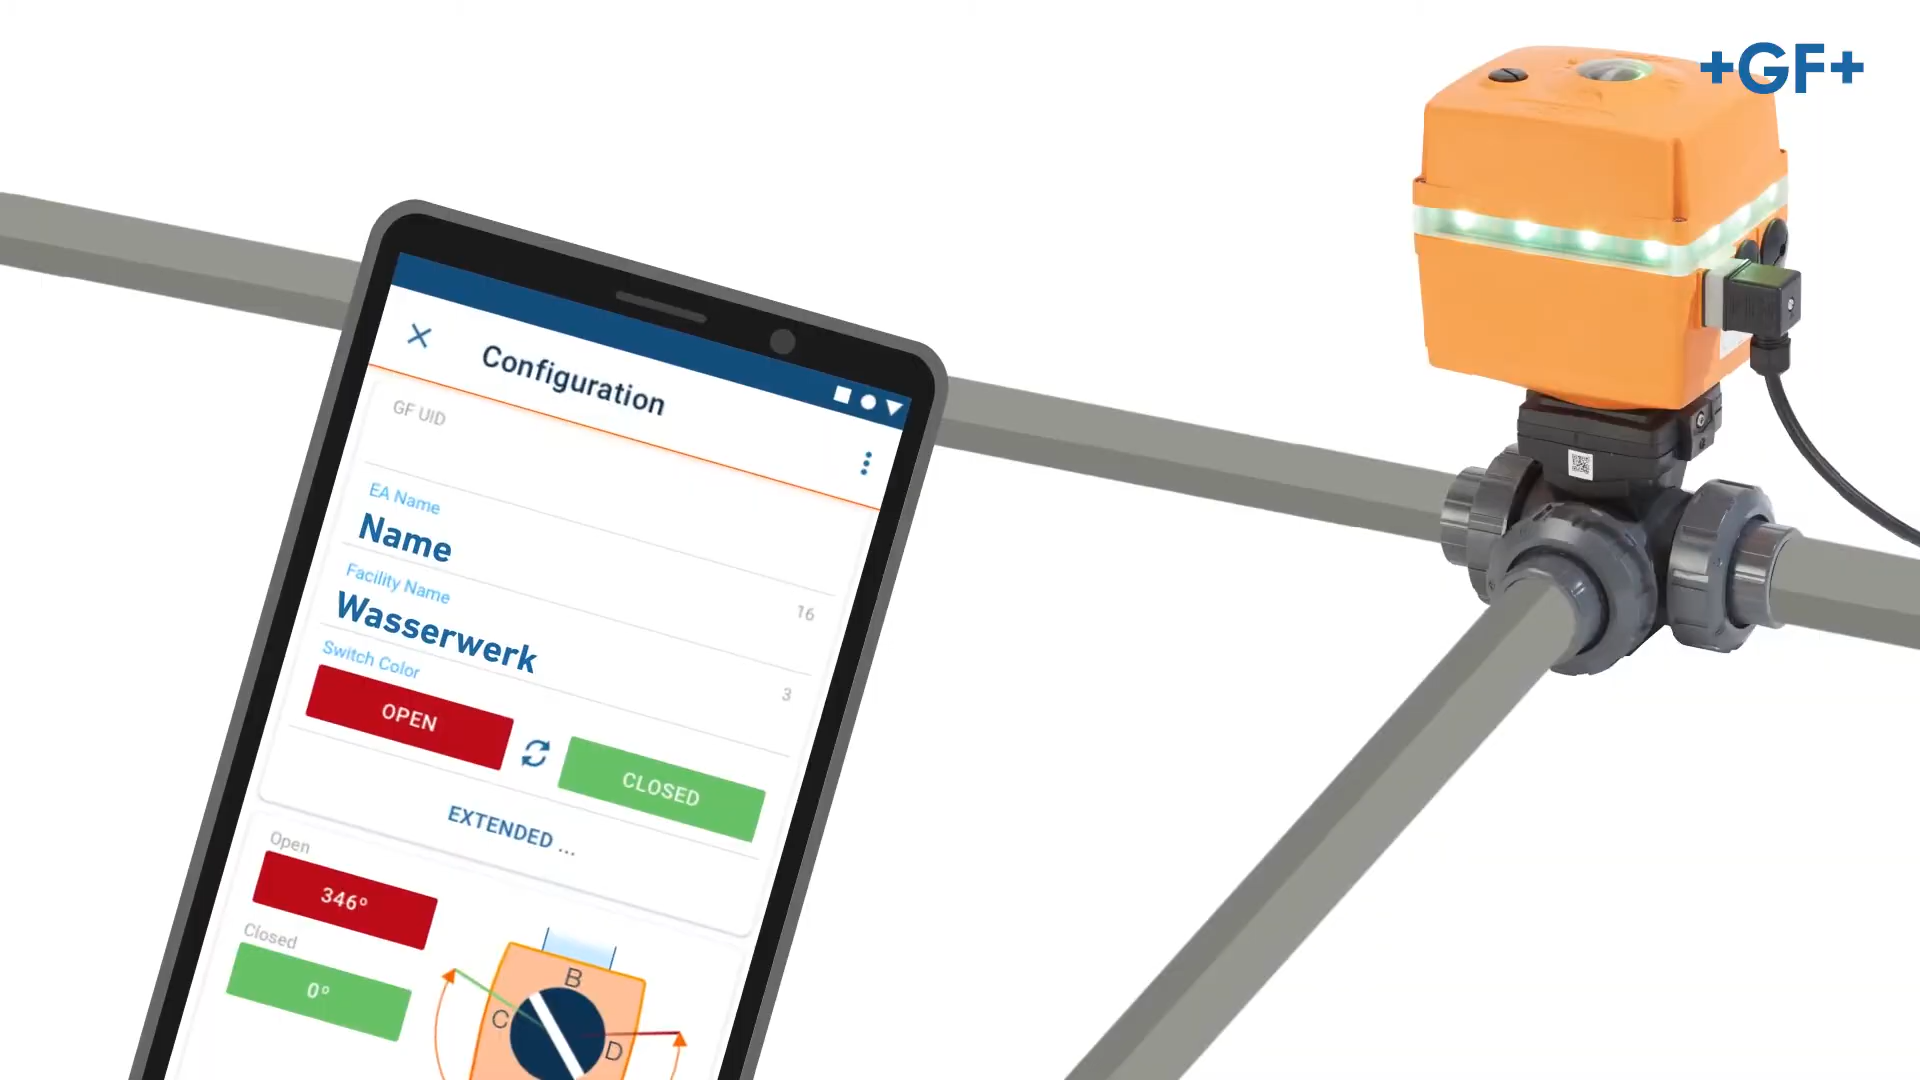 +GF+
Configuration
GF UID
EA Name
Name
16
Facility Name
Wasserwerk
3
Switch Color
OPEN
CLOSED
EXTENDED ...
Open
346°
Closed
0°
B
C
D